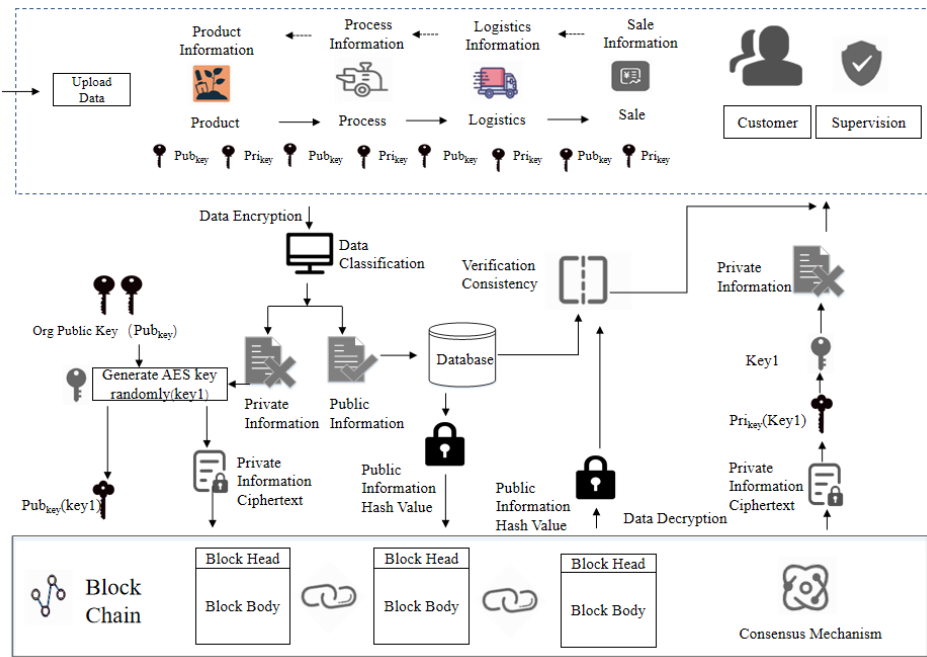 Product
Information
Process
Information
Logistics
Information
Sale
Information
Upload
Data
Product
Process
Logistics
Sale
Customer
Supervision
Pubkey
Prikey
Pubkey
Prikey
Pubkey
Prikey
Pubkey
Prikey
Data Encryption
Data
Classification
Verification
Consistency
Private
Information
Org Public Key (Pubkey)
Database
Key1
Generate AES key
randomly(key1)
Private
Information
Public
Information
Prikey(Key1)
Private
Information
Ciphertext
Public
Information
Hash Value
Public
Information
Hash Value
Private
Information
Ciphertext
Pubkey(key1)
Data Decryption
Block
Chain
Block Head
Block Body
Block Head
Block Body
Block Head
Block Body
Consensus Mechanism